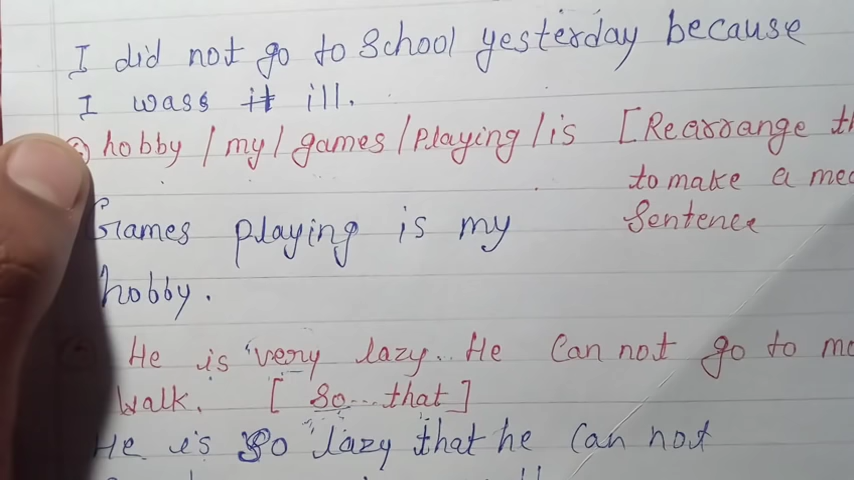 I did not go to School yesterday because
I wass it ill.
hobby / my / games / Playing / is [Rearrange
to make a
Sentence
Games playing is my
hobby.
He is very lazy.. He Can not go to
Walk. [ So...that ]
He is so lazy that he Can not